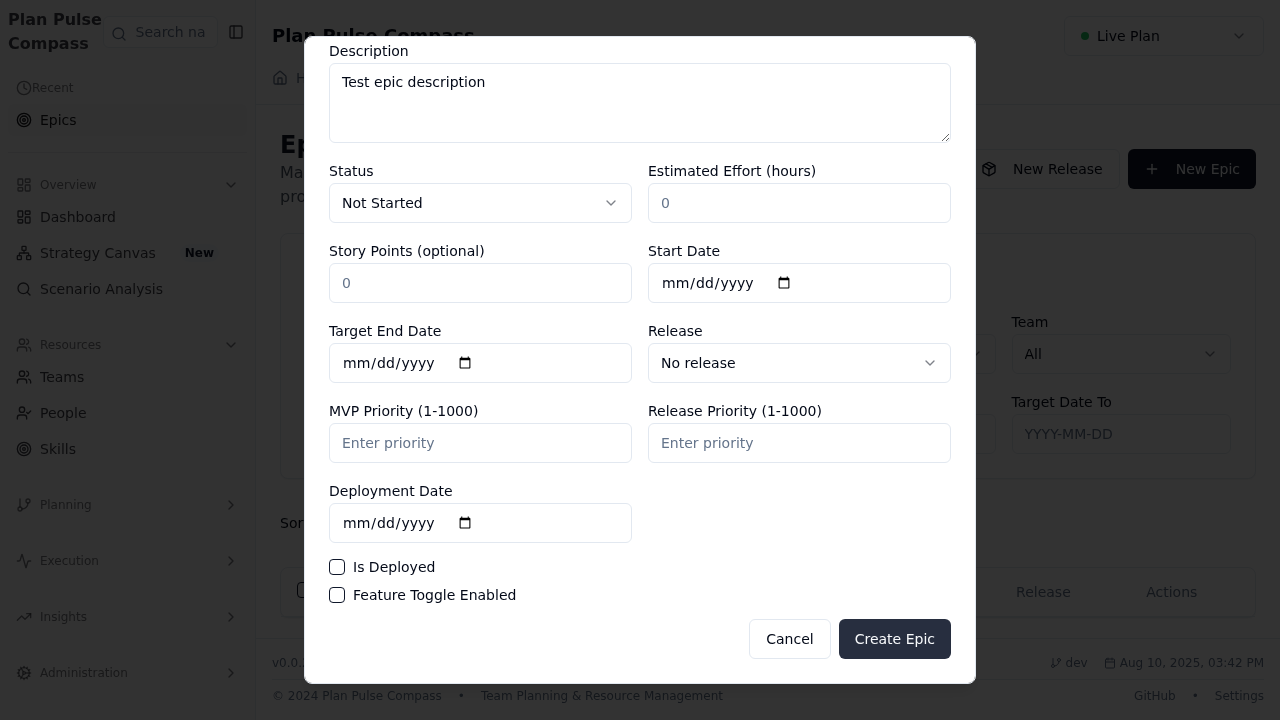 Plan Pulse
Compass
Search na
Recent
Epics
Overview
Dashboard
Strategy Canvas
New
Scenario Analysis
Resources
Teams
People
Skills
Planning
Execution
Insights
Administration
Plan Pulse Compass
Live Plan
New Release
New Epic
Team
All
Target Date To
YYYY-MM-DD
Release
Actions
dev
Aug 10, 2025, 03:42 PM
© 2024 Plan Pulse Compass
•
Team Planning & Resource Management
GitHub
•
Settings
Description
Test epic description
Status
Not Started
Estimated Effort (hours)
0
Story Points (optional)
0
Start Date
mm/dd/yyyy
Target End Date
mm/dd/yyyy
Release
No release
MVP Priority (1-1000)
Enter priority
Release Priority (1-1000)
Enter priority
Deployment Date
mm/dd/yyyy
Is Deployed
Feature Toggle Enabled
Cancel
Create Epic